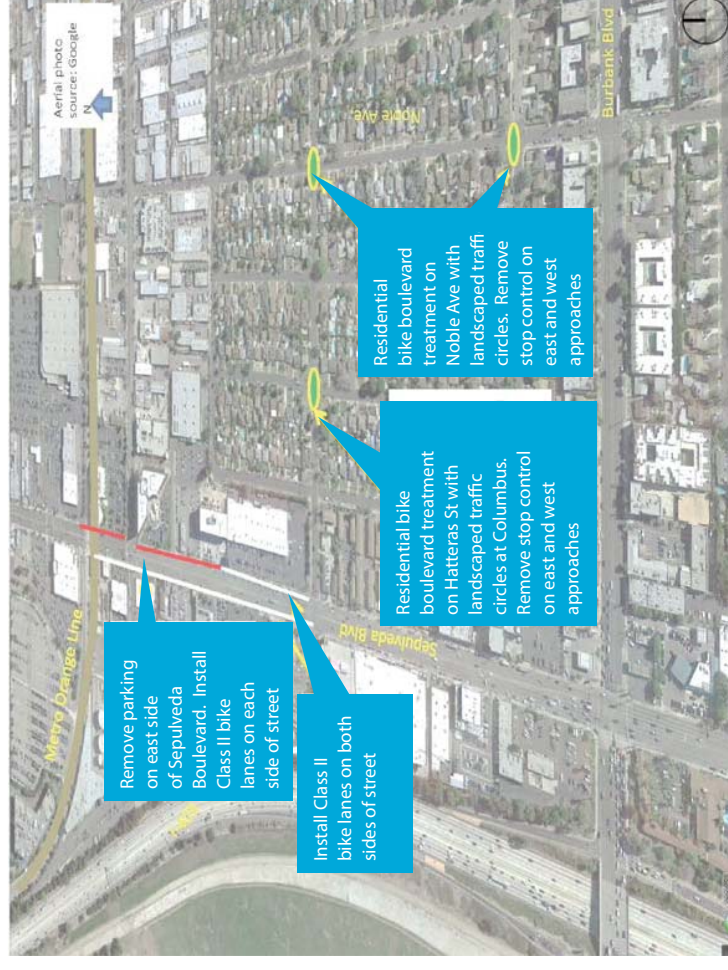 Aerial photo
source: Google
N
Metro Orange Line
Remove parking
on east side
of Sepulveda
Boulevard.  Install
Class II bike
lanes on each
side of street
Install Class II
bike lanes on both
sides of street
Sepulveda Blvd
Residential bike
boulevard treatment
on Hatteras St with
landscaped traffic
circles at Columbus.
Remove stop control
on east and west
approaches
Residential
bike boulevard
treatment on
Noble Ave with
landscaped traffi
circles.  Remove
stop control on
east and west
approaches
Noble Ave,
Burbank Blvd